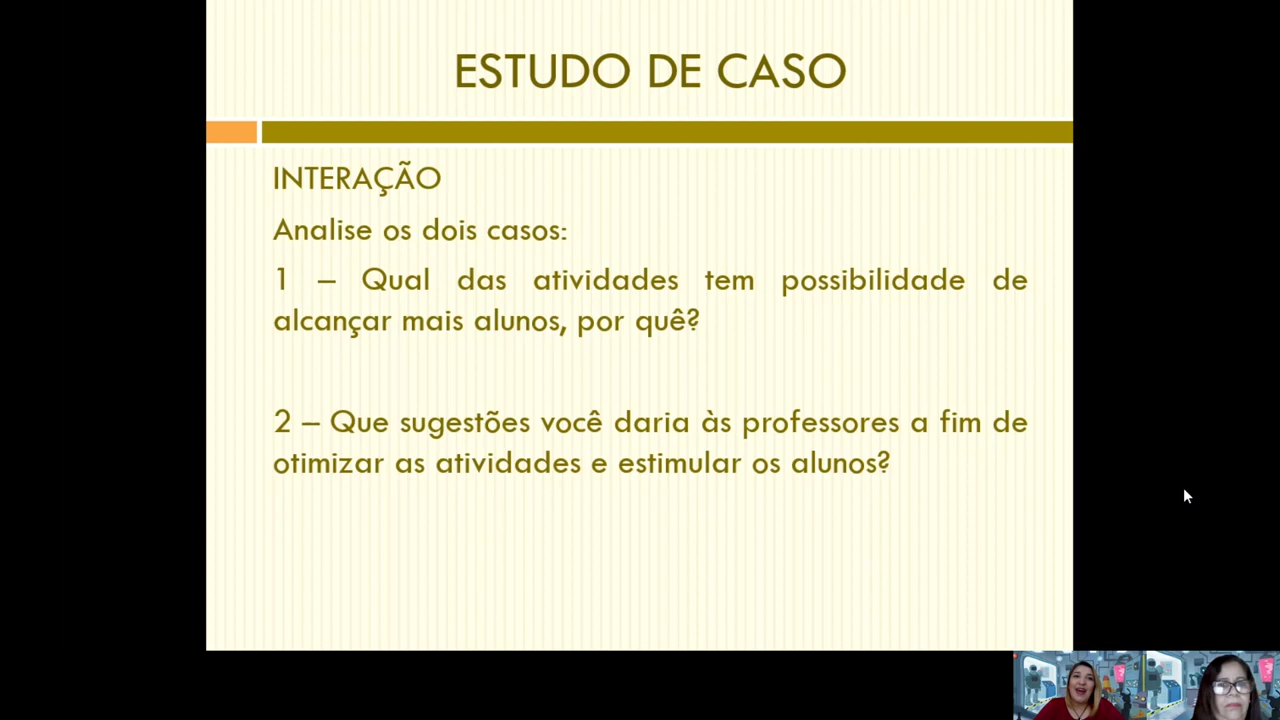 ESTUDO DE CASO
INTERAÇÃO
Analise os dois casos:
1 – Qual das atividades tem possibilidade de
alcançar mais alunos, por quê?
2 – Que sugestões você daria às professores a fim de
otimizar as atividades e estimular os alunos?